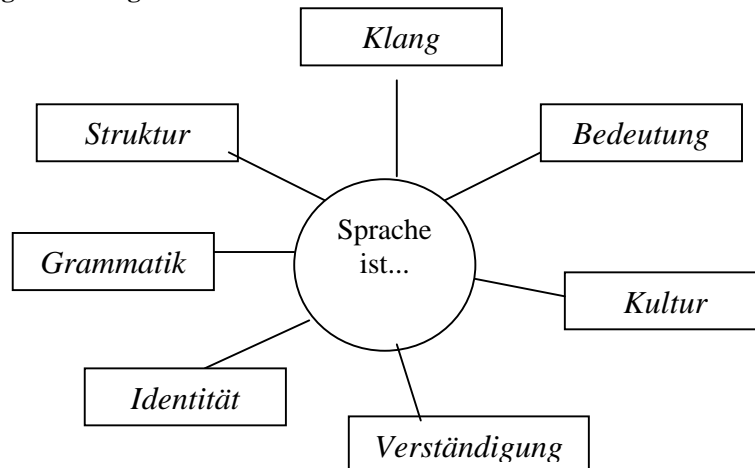 Klang
Struktur
Bedeutung
Sprache
ist...
Grammatik
Kultur
Identität
Verständigung